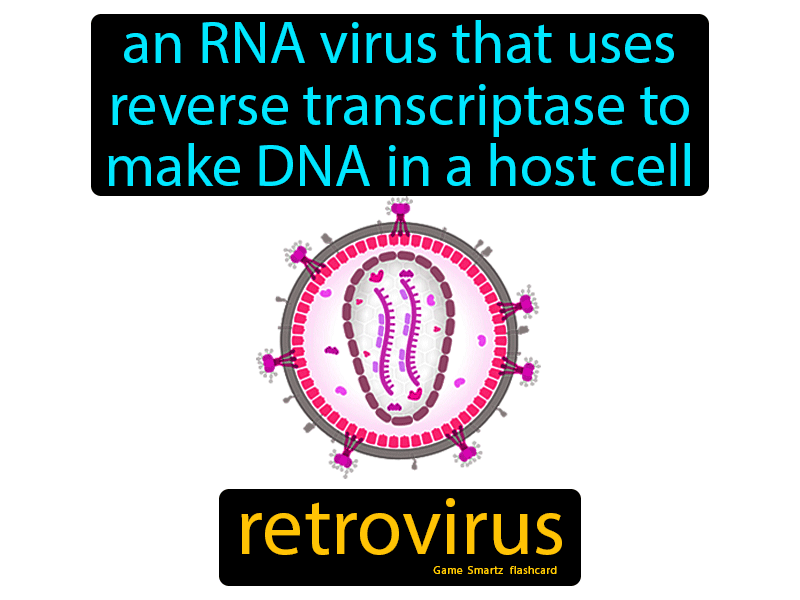 an RNA virus that uses
reverse transcriptase to
make DNA in a host cell
retrovirus
Game Smartz flashcard